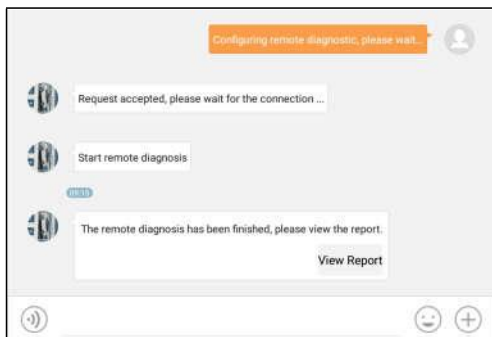 Configuring remote diagnostic, please wait...
Request accepted, please wait for the connection ...
Start remote diagnosis
The remote diagnosis has been finished, please view the report.
View Report